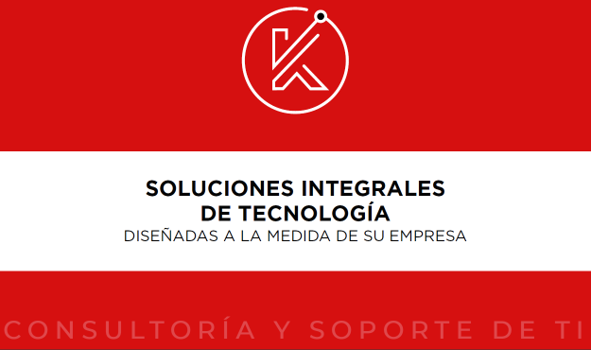 SOLUCIONES INTEGRALES
DE TECNOLOGÍA
DISEÑADAS A LA MEDIDA DE SU EMPRESA
CONSULTORÍA Y SOPORTE DE TI